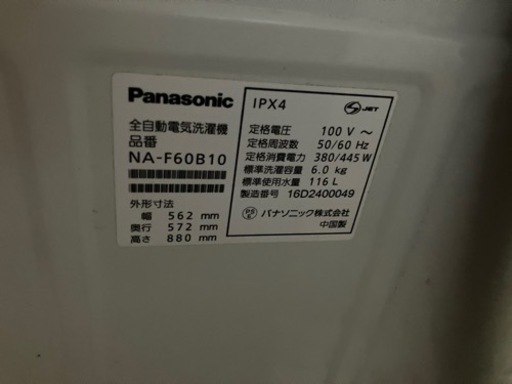 Panasonic
全自動電気洗濯機
品番
NA-F60B10
外形寸法
幅 562 mm
奥行 572 mm
高さ 880 mm
IPX4
JET
定格電圧 100 V ～
定格周波数 50/60 Hz
定格消費電力 380/445 W
標準洗濯容量 6.0 kg
標準使用水量 116 L
製造番号 16D2400049
PS E パナソニック株式会社
中国製